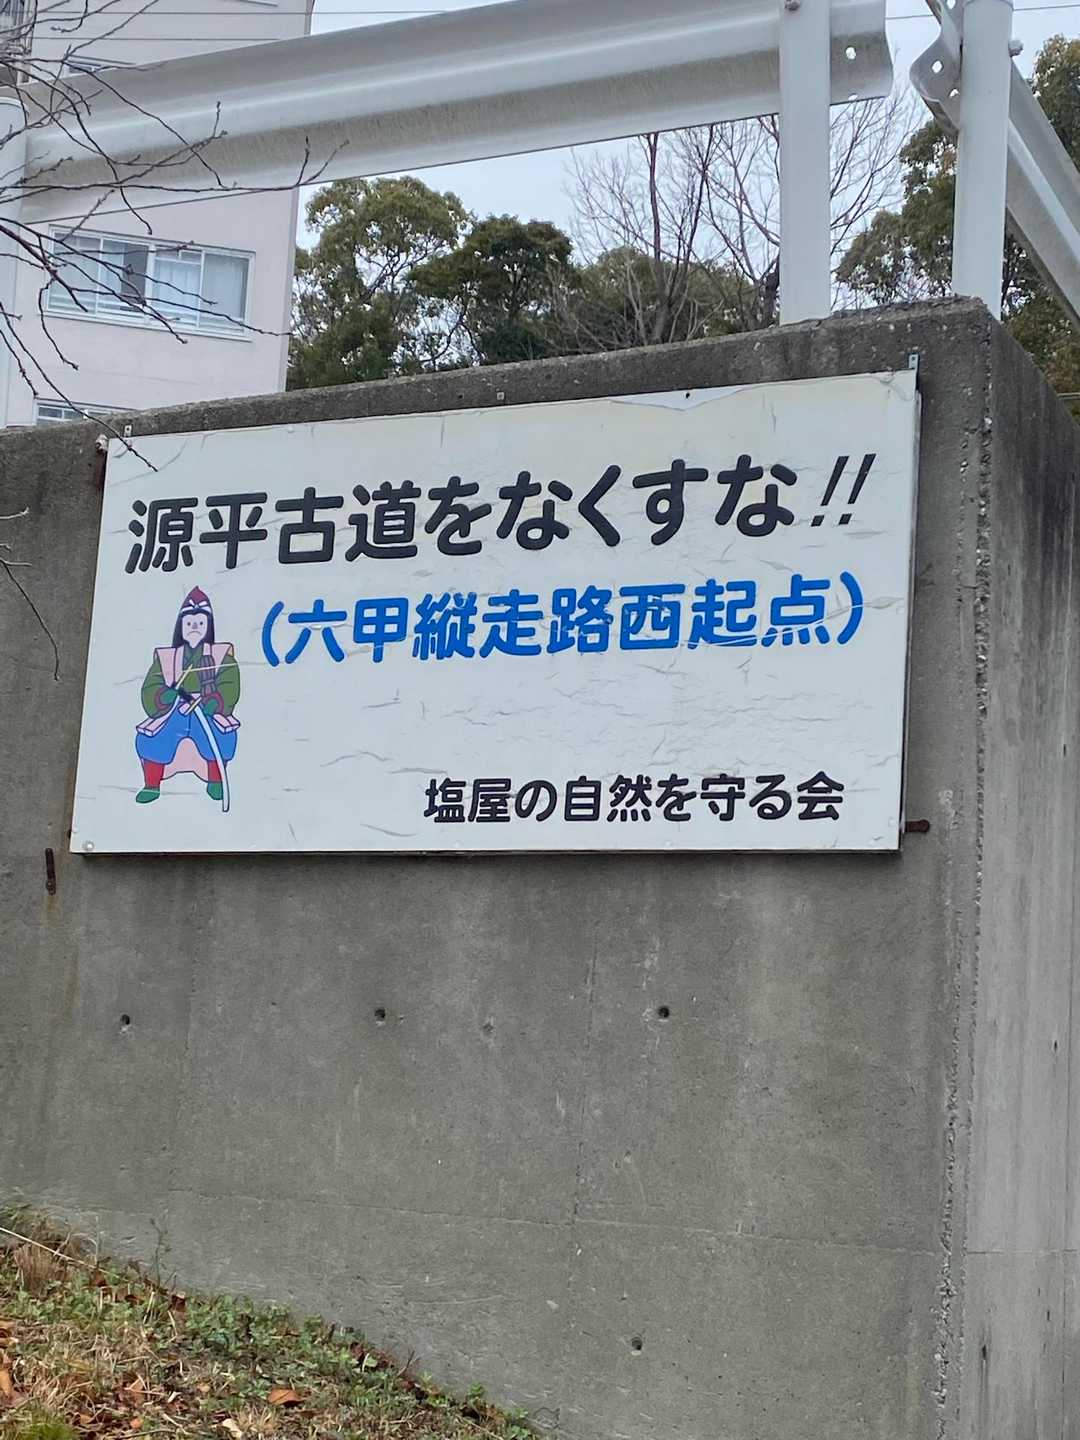 源平古道をなくすな!!
(六甲縦走路西起点)
塩屋の自然を守る会